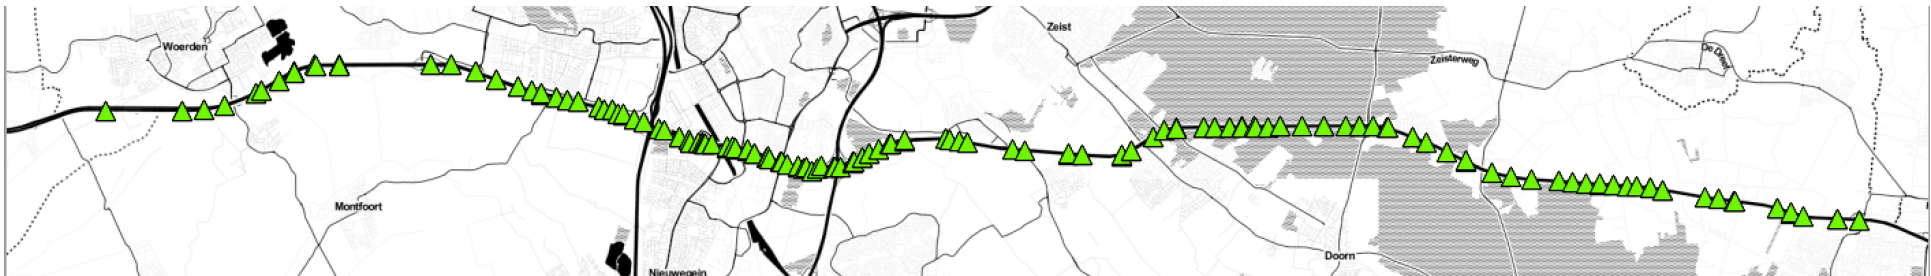 Zeist
Woerden
De Dreef
Zeisterweg
Montfoort
Doorn
Nieuwegein